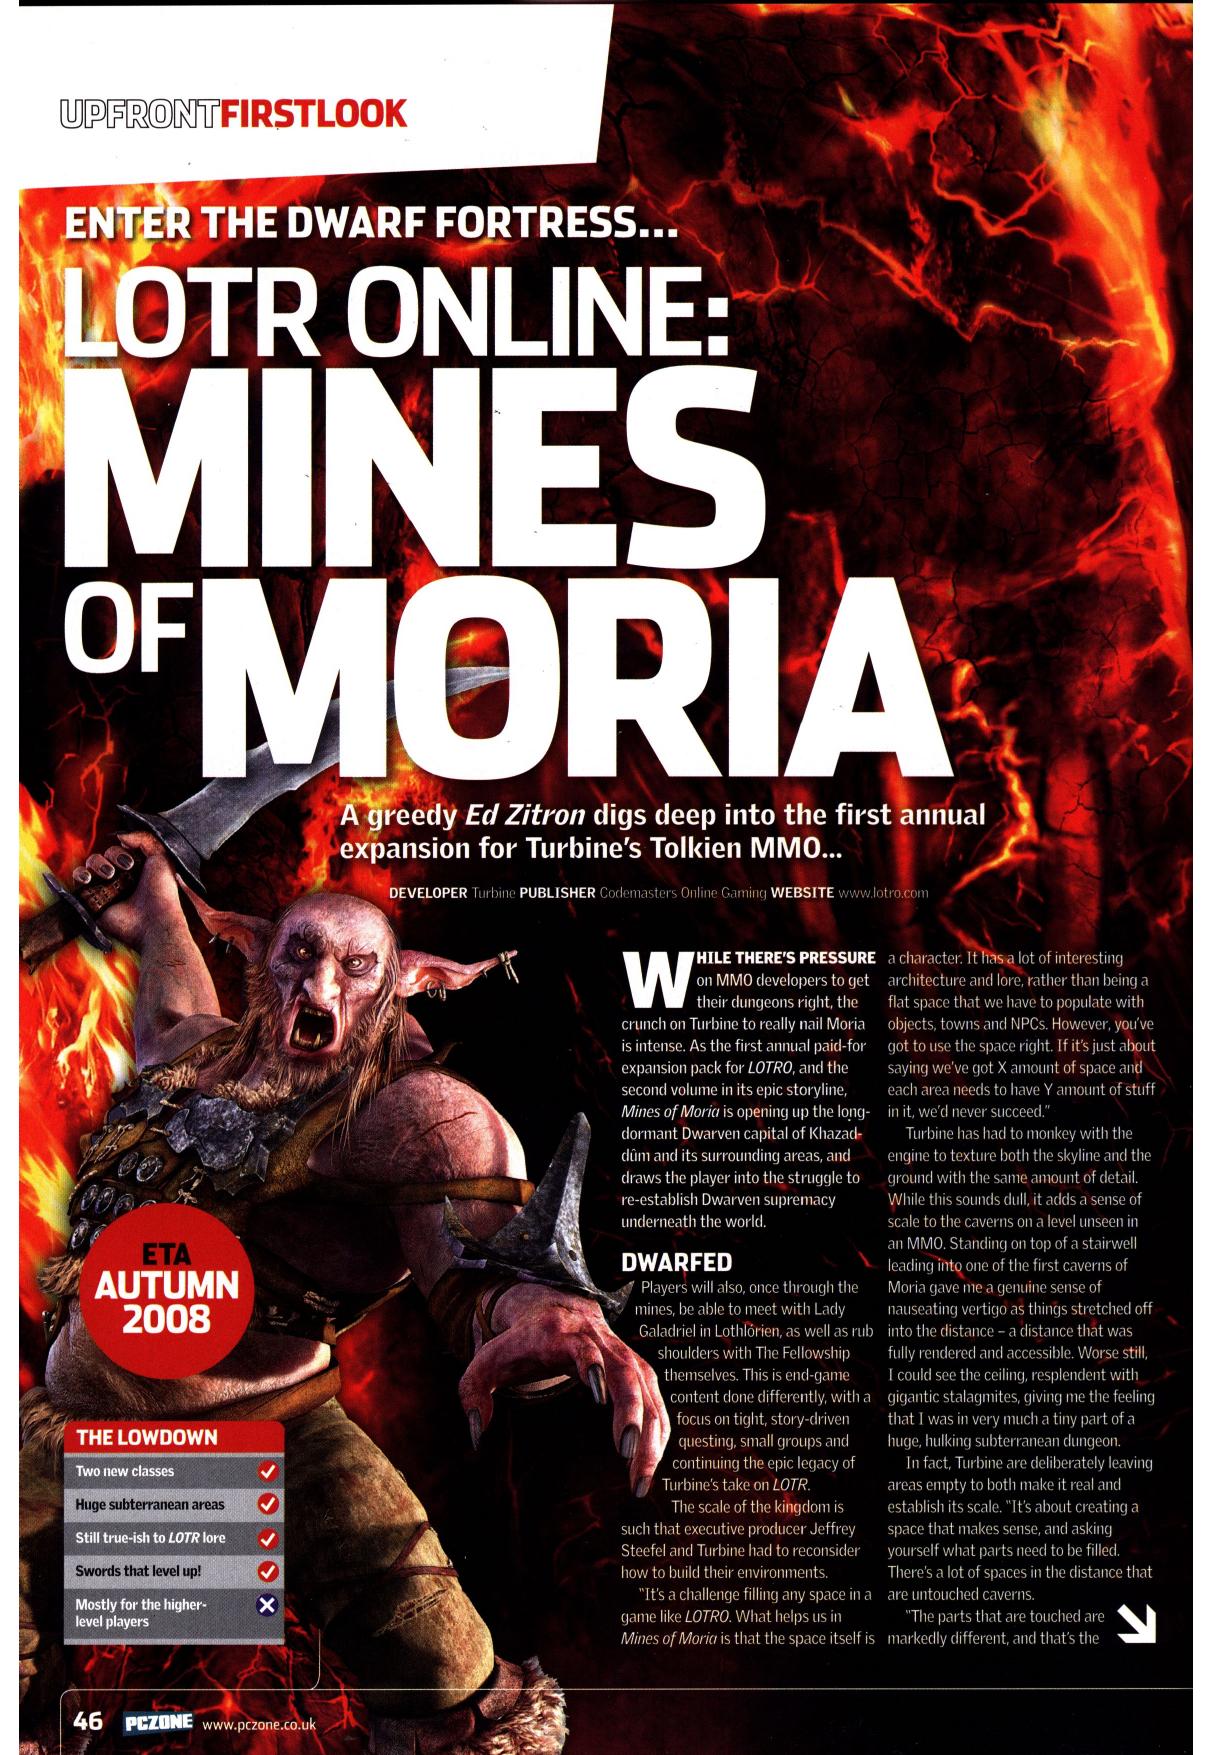 UPFRONTFIRSTLOOK
ENTER THE DWARF FORTRESS...
LOTR ONLINE:
MINES
OF MORIA
A greedy Ed Zitron digs deep into the first annual
expansion for Turbine's Tolkien MMO...
DEVELOPER Turbine PUBLISHER Codemasters Online Gaming WEBSITE www.lotro.com
WHILE THERE'S PRESSURE
on MMO developers to get
their dungeons right, the
crunch on Turbine to really nail Moria
is intense. As the first annual paid-for
expansion pack for LOTRO, and the
second volume in its epic storyline,
Mines of Moria is opening up the long-
dormant Dwarven capital of Khazad-
dûm and its surrounding areas, and
draws the player into the struggle to
re-establish Dwarven supremacy
underneath the world.
DWARFED
Players will also, once through the
mines, be able to meet with Lady
Galadriel in Lothlórien, as well as rub
shoulders with The Fellowship
themselves. This is end-game
content done differently, with a
focus on tight, story-driven
questing, small groups and
continuing the epic legacy of
Turbine's take on LOTR.
The scale of the kingdom is
such that executive producer Jeffrey
Steefel and Turbine had to reconsider
how to build their environments.
"It's a challenge filling any space in a
game like LOTRO. What helps us in
Mines of Moria is that the space itself is
a character. It has a lot of interesting
architecture and lore, rather than being a
flat space that we have to populate with
objects, towns and NPCs. However, you've
got to use the space right. If it's just about
saying we've got X amount of space and
each area needs to have Y amount of stuff
in it, we'd never succeed."
Turbine has had to monkey with the
engine to texture both the skyline and the
ground with the same amount of detail.
While this sounds dull, it adds a sense of
scale to the caverns on a level unseen in
an MMO. Standing on top of a stairwell
leading into one of the first caverns of
Moria gave me a genuine sense of
nauseating vertigo as things stretched off
into the distance – a distance that was
fully rendered and accessible. Worse still,
I could see the ceiling, resplendent with
gigantic stalagmites, giving me the feeling
that I was in very much a tiny part of a
huge, hulking subterranean dungeon.
In fact, Turbine are deliberately leaving
areas empty to both make it real and
establish its scale. "It's about creating a
space that makes sense, and asking
yourself what parts need to be filled.
There's a lot of spaces in the distance that
are untouched caverns.
"The parts that are touched are
markedly different, and that's the
ETA
AUTUMN
2008
THE LOWDOWN
Two new classes
Huge subterranean areas
Still true-ish to LOTR lore
Swords that level up!
Mostly for the higher-
level players
46 PCZONE www.pczone.co.uk